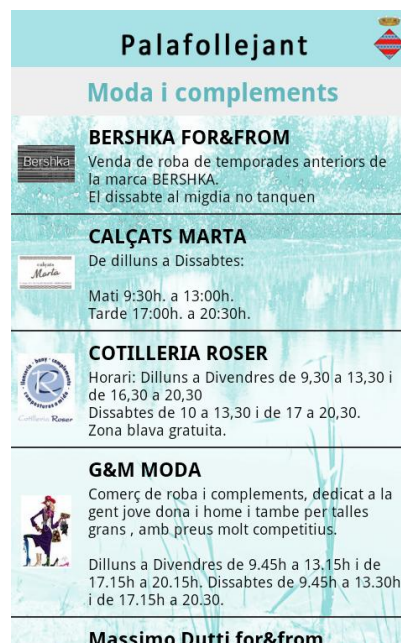 Palafollejant
Moda i complements
BERSHKA FOR&FROM
Bershka
Venda de roba de temporades anteriors de
la marca BERSHKA.
El dissabte al migdia no tanquen
CALÇATS MARTA
calçats
Marta
De dilluns a Dissabtes:
Mati 9:30h. a 13:00h.
Tarde 17:00h. a 20:30h.
COTILLERIA ROSER
Horari: Dilluns a Divendres de 9,30 a 13,30 i
de 16,30 a 20,30
Dissabtes de 10 a 13,30 i de 17 a 20,30.
Zona blava gratuita.
R
Cotilleria Roser
G&M MODA
Comerç de roba i complements, dedicat a la
gent jove dona i home i tambe per talles
grans , amb preus molt competitius.
Dilluns a Divendres de 9.45h a 13.15h i de
17.15h a 20.15h. Dissabtes de 9.45h a 13.30h
i de 17.15h a 20.30.
Massimo Dutti for&from